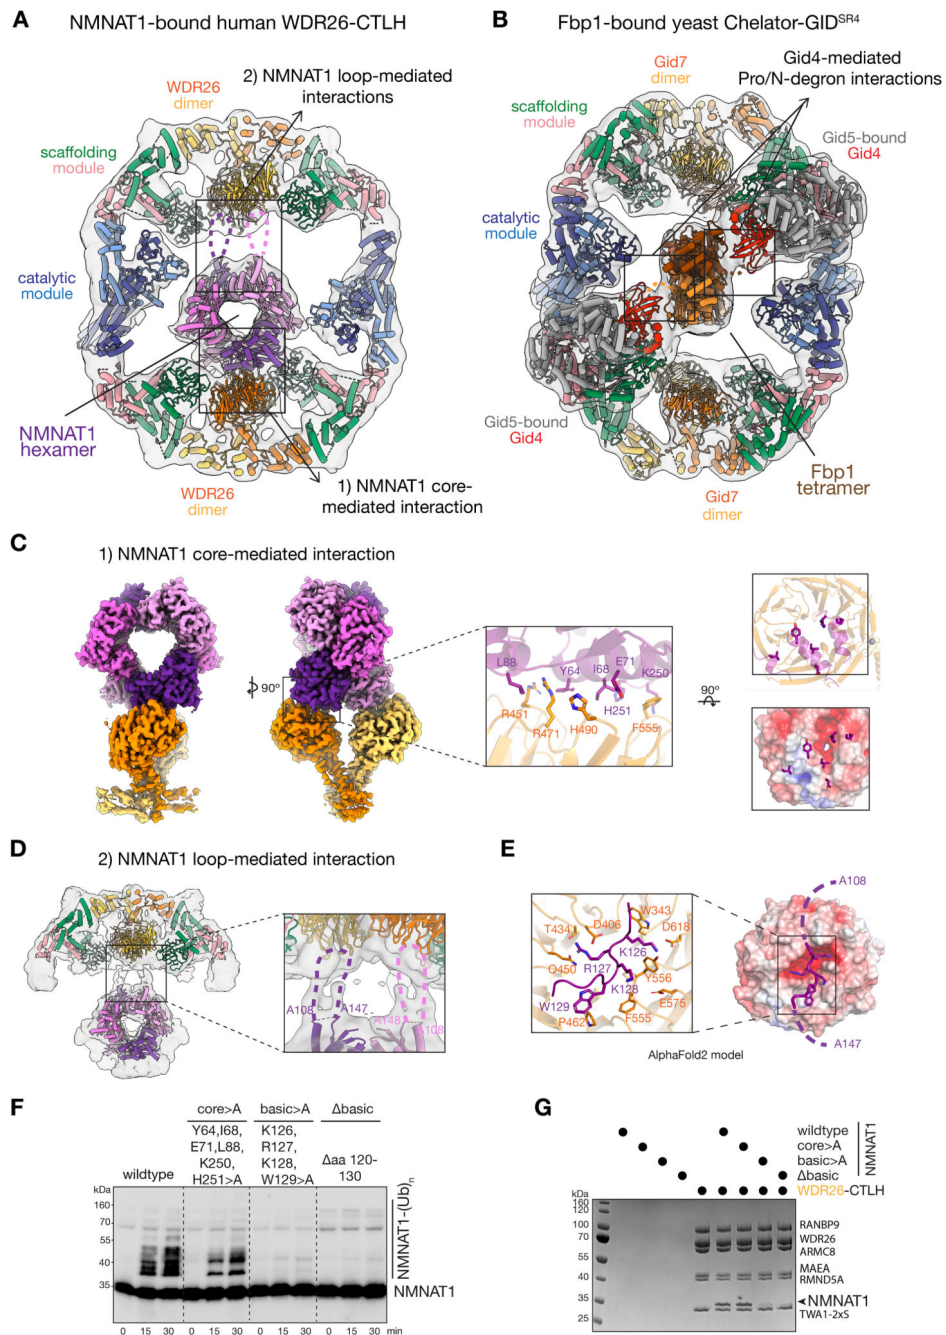 A
NMNAT1-bound human WDR26-CTLH
WDR26
dimer
2) NMNAT1 loop-mediated
interactions
scaffolding
module
catalytic
module
NMNAT1
hexamer
WDR26
dimer
1) NMNAT1 core-
mediated interaction
B
Fbp1-bound yeast Chelator-GIDSR4
Gid7
dimer
Gid4-mediated
Pro/N-degron interactions
scaffolding
module
Gid5-bound
Gid4
catalytic
module
Gid5-bound
Gid4
Fbp1
tetramer
Gid7
dimer
C
1) NMNAT1 core-mediated interaction
90º
L88
Y64
I68
E71
K250
R451
R471
H490
H251
F555
90º
D
2) NMNAT1 loop-mediated interaction
A108
A147
A148
A108
E
W343
T434
D406
D618
K126
Q450
R127
Y556
K128
W129
E575
P462
F555
A108
A147
AlphaFold2 model
F
core>A
basic>A
Δbasic
wildtype
Y64,I68,
E71,L88,
K250,
H251>A
K126,
R127,
K128,
W129>A
Δaa 120-
130
kDa
160
70
55
40
35
NMNAT1-(Ub)n
NMNAT1
0 15 30 0 15 30 0 15 30 0 15 30 min
G
wildtype
core>A
basic>A
Δbasic
NMNAT1
WDR26-CTLH
kDa
160
120
100
70
55
40
35
25
RANBP9
WDR26
ARMC8
MAEA
RMND5A
NMNAT1
TWA1-2xS